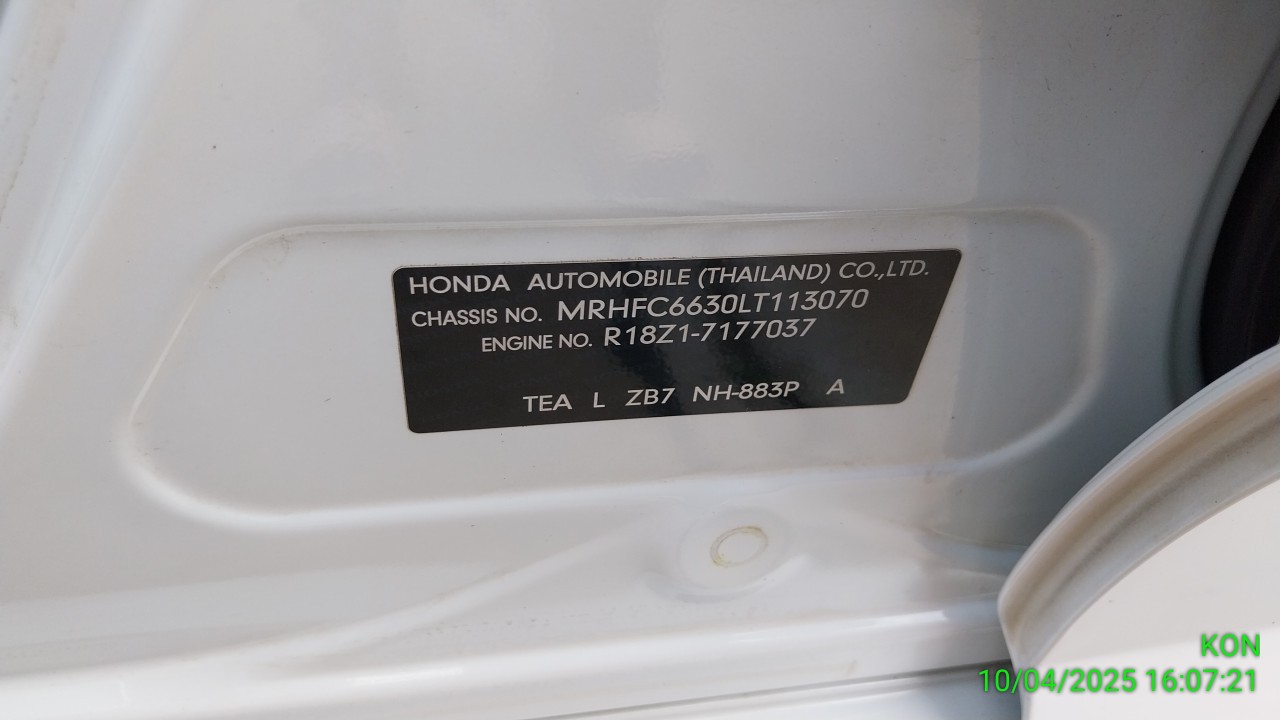 HONDA AUTOMOBILE (THAILAND) CO.,LTD.
CHASSIS NO. MRHFC6630LT113070
ENGINE NO. R18Z1-7177037
TEA L ZB7 NH-883P A
KON
10/04/2025 16:07:21